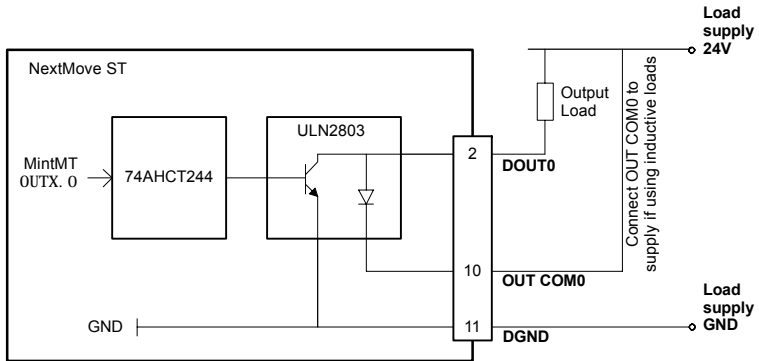 Load
supply
24V
NextMove ST
Output
Load
ULN2803
Connect OUT COM0 to
supply if using inductive loads
MintMT
OUTX. 0
74AHCT244
2
DOUT0
10
OUT COM0
Load
supply
GND
GND
11
DGND